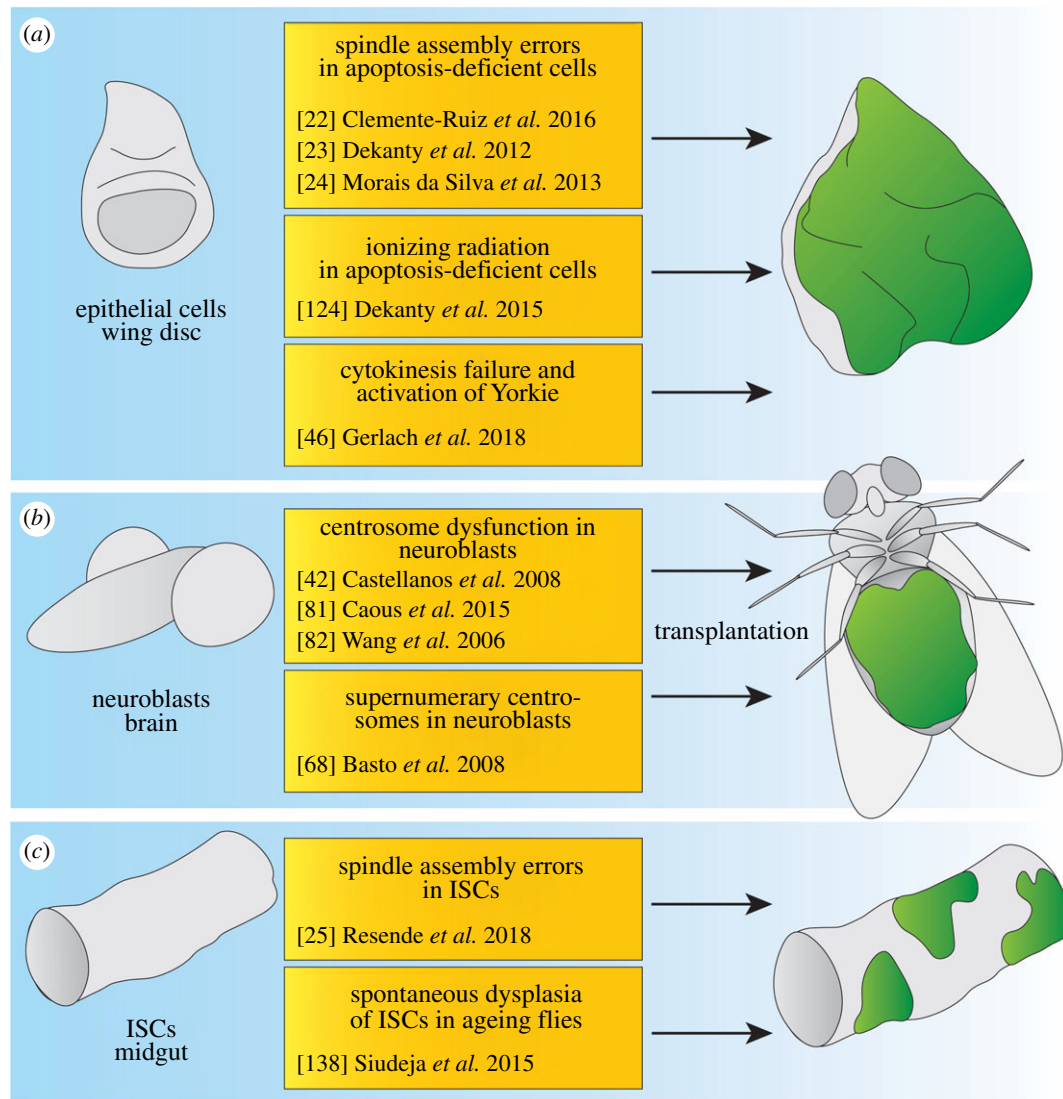 (a)
spindle assembly errors
in apoptosis-deficient cells
[22] Clemente-Ruiz et al. 2016
[23] Dekanty et al. 2012
[24] Morais da Silva et al. 2013
ionizing radiation
in apoptosis-deficient cells
[124] Dekanty et al. 2015
cytokinesis failure and
activation of Yorkie
[46] Gerlach et al. 2018
epithelial cells
wing disc
(b)
centrosome dysfunction in
neuroblasts
[42] Castellanos et al. 2008
[81] Caous et al. 2015
[82] Wang et al. 2006
supernumerary centro-
somes in neuroblasts
[68] Basto et al. 2008
neuroblasts
brain
transplantation
(c)
spindle assembly errors
in ISCs
[25] Resende et al. 2018
spontaneous dysplasia
of ISCs in ageing flies
[138] Siudeja et al. 2015
ISCs
midgut